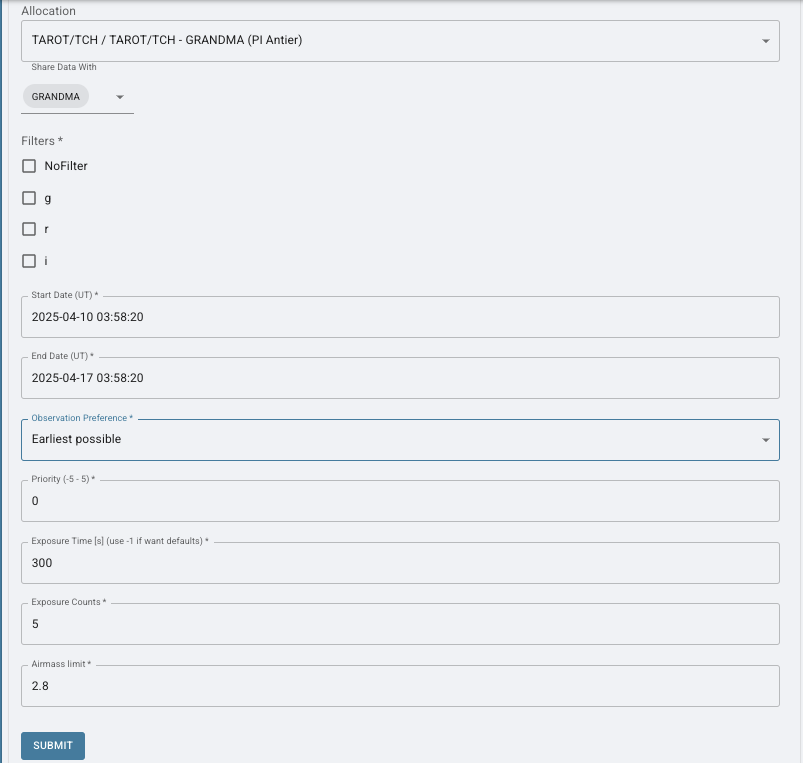 Allocation
TAROT/TCH / TAROT/TCH - GRANDMA (PI Antier)
Share Data With
GRANDMA
Filters *
NoFilter
g
r
i
Start Date (UT) *
2025-04-10 03:58:20
End Date (UT) *
2025-04-17 03:58:20
Observation Preference *
Earliest possible
Priority (-5 - 5) *
0
Exposure Time [s] (use -1 if want defaults) *
300
Exposure Counts *
5
Airmass limit *
2.8
SUBMIT